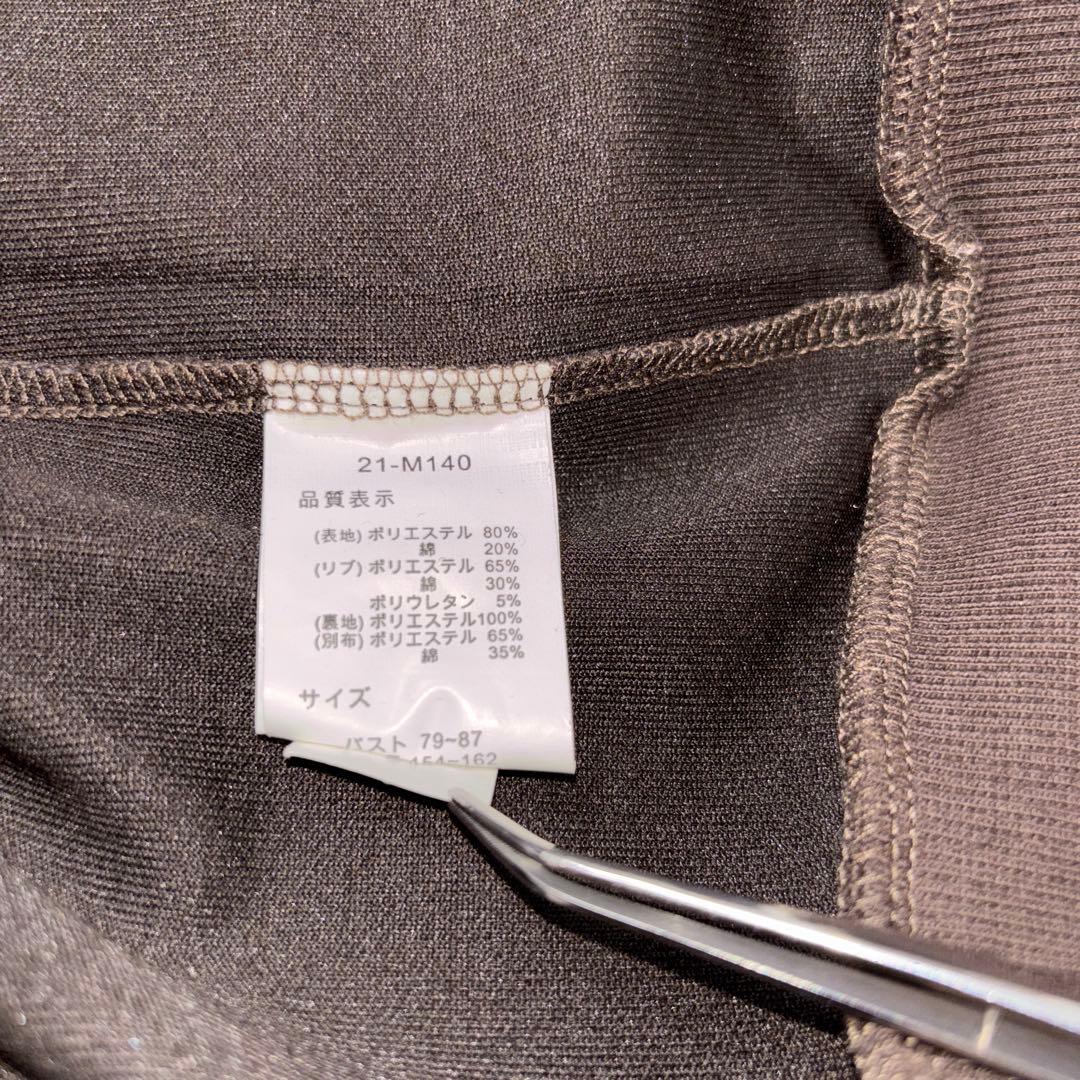 21-M140
品質表示
(表地) ポリエステル 80%
綿 20%
(リブ) ポリエステル 65%
綿 30%
ポリウレタン 5%
(裏地) ポリエステル100%
(別布) ポリエステル 65%
綿 35%
サイズ
バスト 79~87
154~162